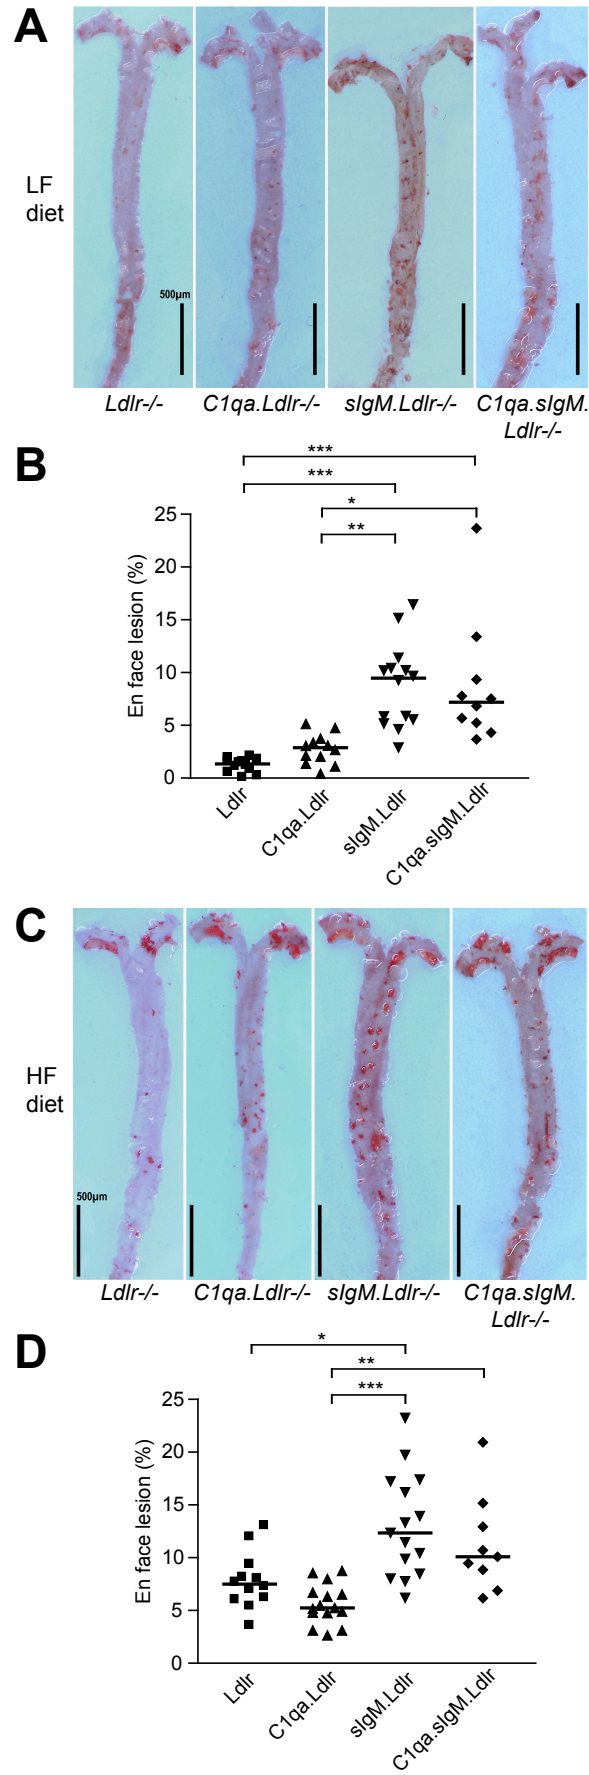 A
LF
diet
500µm
Ldlr-/-
C1qa.Ldlr-/-
sIgM.Ldlr-/-
C1qa.sIgM.
Ldlr-/-
B
***
***
*
**
25
20
15
10
5
0
En face lesion (%)
Ldlr
C1qa.Ldlr
sIgM.Ldlr
C1qa.sIgM.Ldlr
C
HF
diet
500µm
Ldlr-/-
C1qa.Ldlr-/-
sIgM.Ldlr-/-
C1qa.sIgM.
Ldlr-/-
D
*
**
***
25
20
15
10
5
0
En face lesion (%)
Ldlr
C1qa.Ldlr
sIgM.Ldlr
C1qa.sIgM.Ldlr